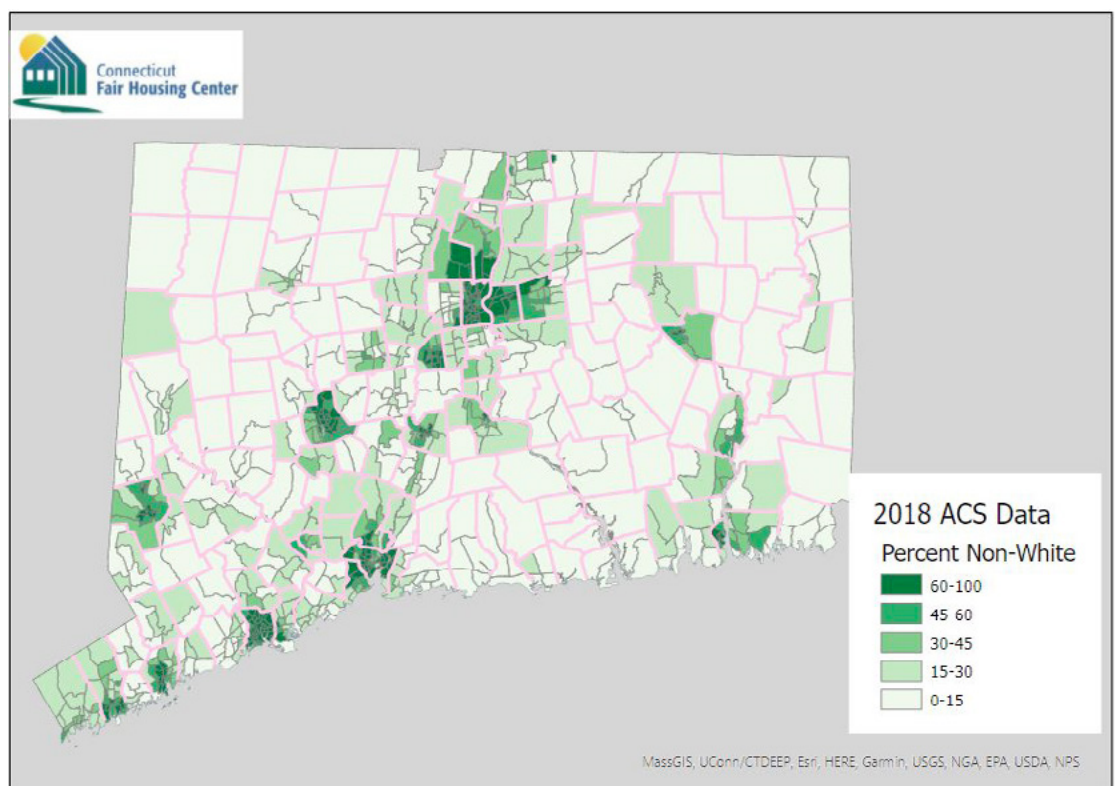 Connecticut
Fair Housing Center
2018 ACS Data
Percent Non-White
60-100
45 60
30-45
15-30
0-15
MassGIS, UConn/CTDEEP, Esri, HERE, Garmin, USGS, NGA, EPA, USDA, NPS